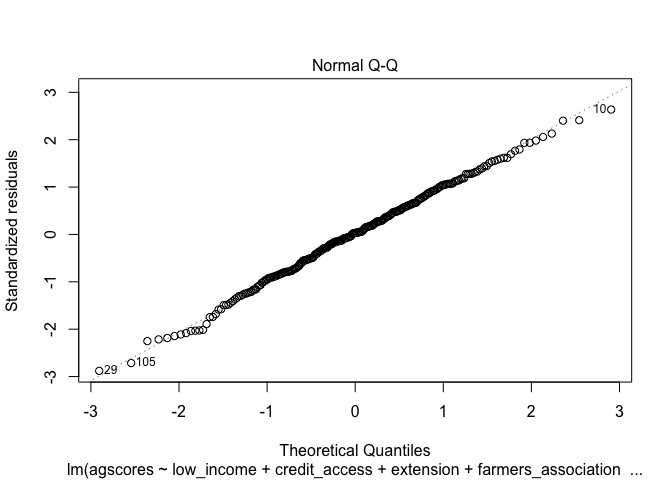 Normal Q-Q
Standardized residuals
3
2
1
0
-1
-2
-3
10
29
105
-3 -2 -1 0 1 2 3
Theoretical Quantiles
lm(agscores ~ low_income + credit_access + extension + farmers_association ...